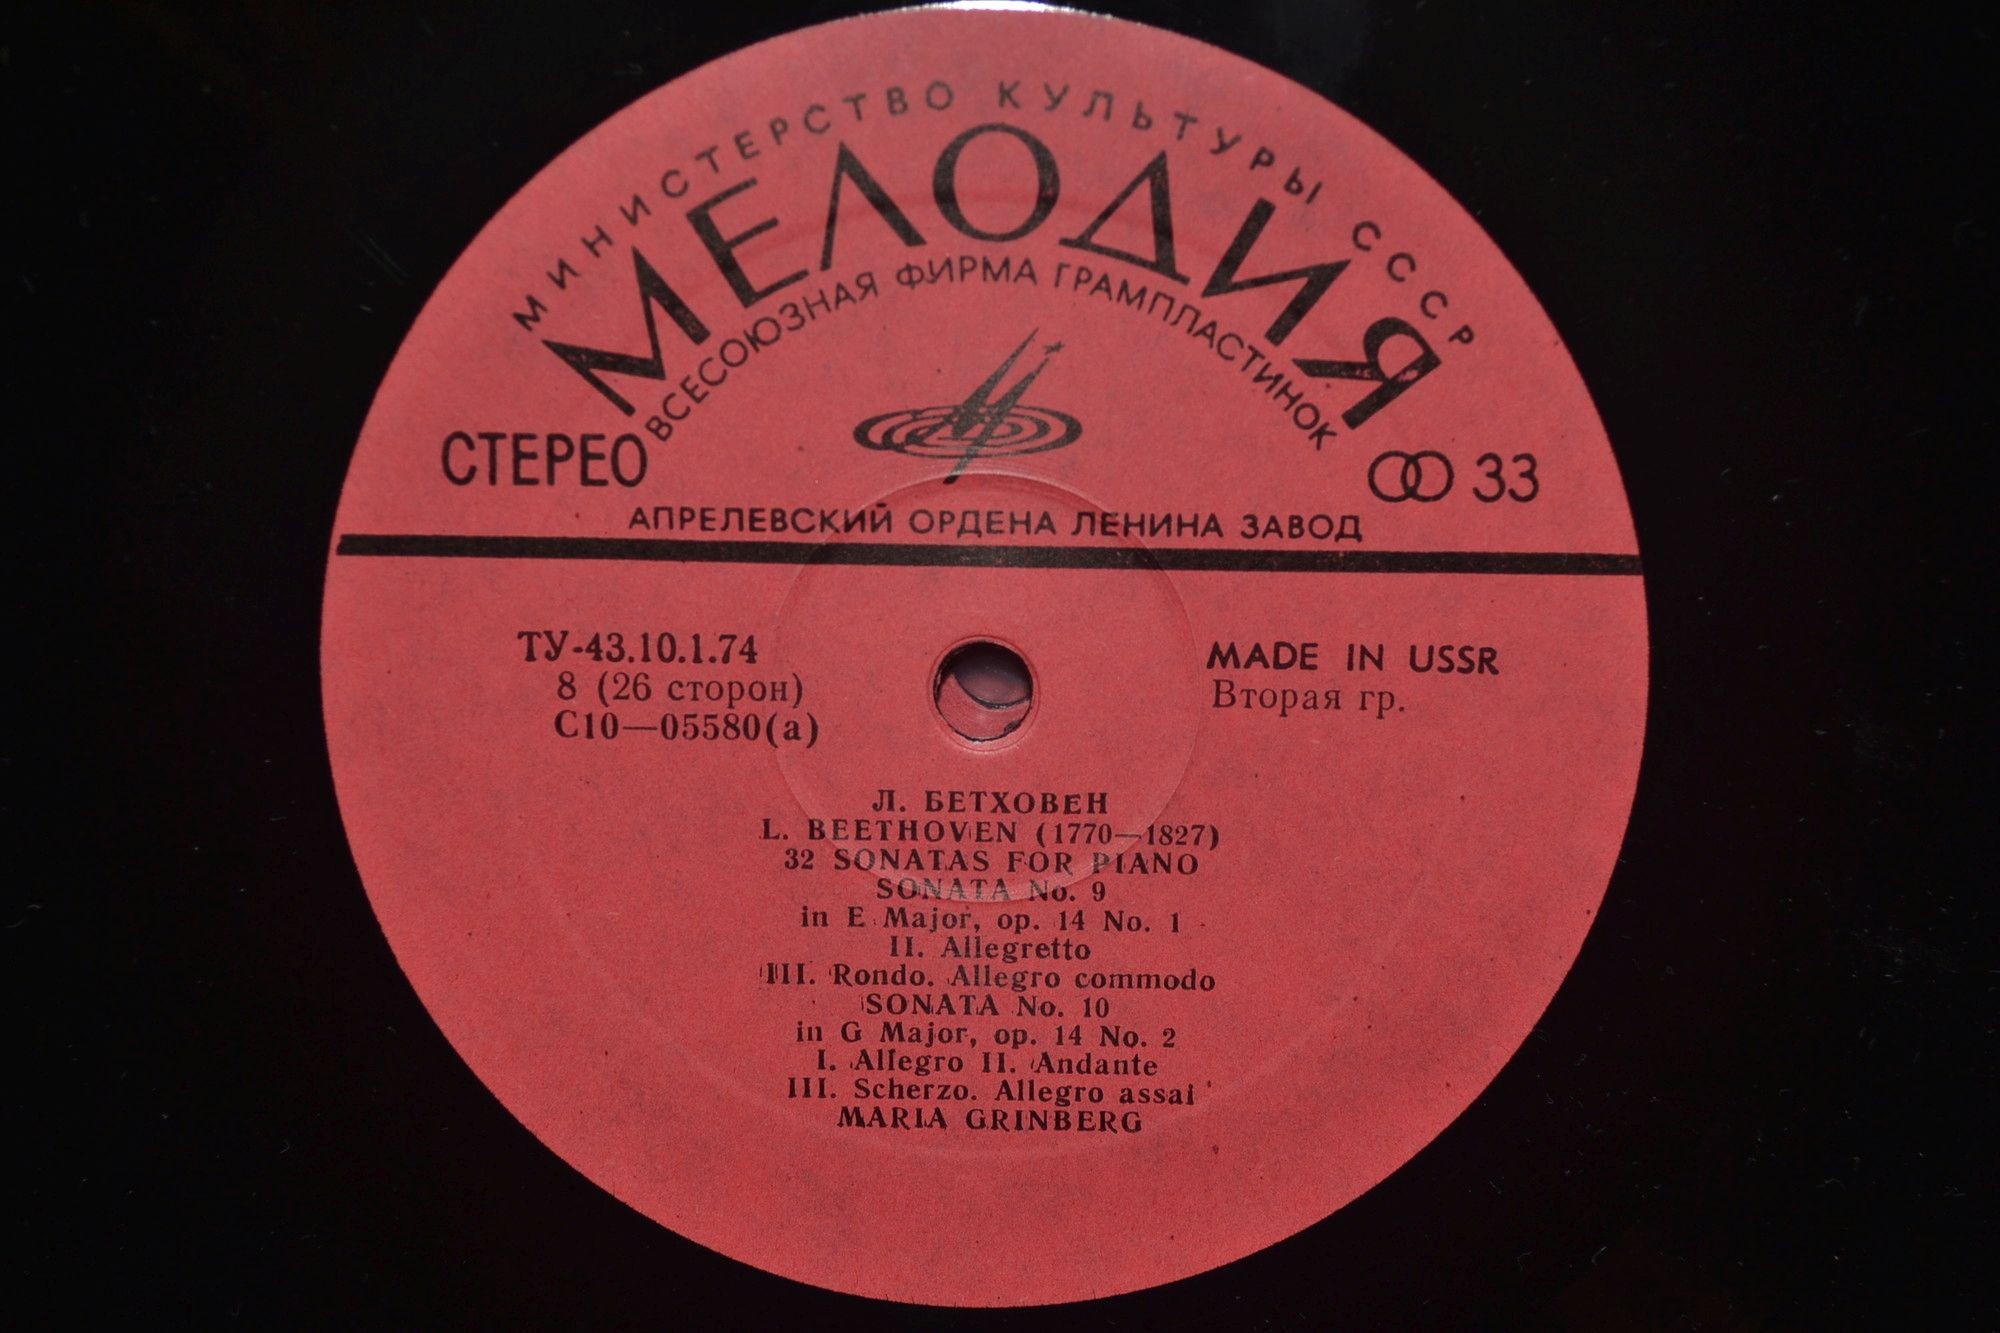 МИНИСТЕРСТВО КУЛЬТУРЫ СССР
МЕЛОДИЯ
ВСЕСОЮЗНАЯ ФИРМА ГРАМПЛАСТИНОК
СТЕРЕО
33
АПРЕЛЕВСКИЙ ОРДЕНА ЛЕНИНА ЗАВОД
ТУ-43.10.1.74
8 (26 сторон)
С10—05580(а)
MADE IN USSR
Вторая гр.
Л. БЕТХОВЕН
L. BEETHOVEN (1770—1827)
32 SONATAS FOR PIANO
SONATA No. 9
in E Major, op. 14 No. 1
II. Allegretto
III. Rondo. Allegro commodo
SONATA No. 10
in G Major, op. 14 No. 2
I. Allegro II. Andante
III. Scherzo. Allegro assai
MARIA GRINBERG